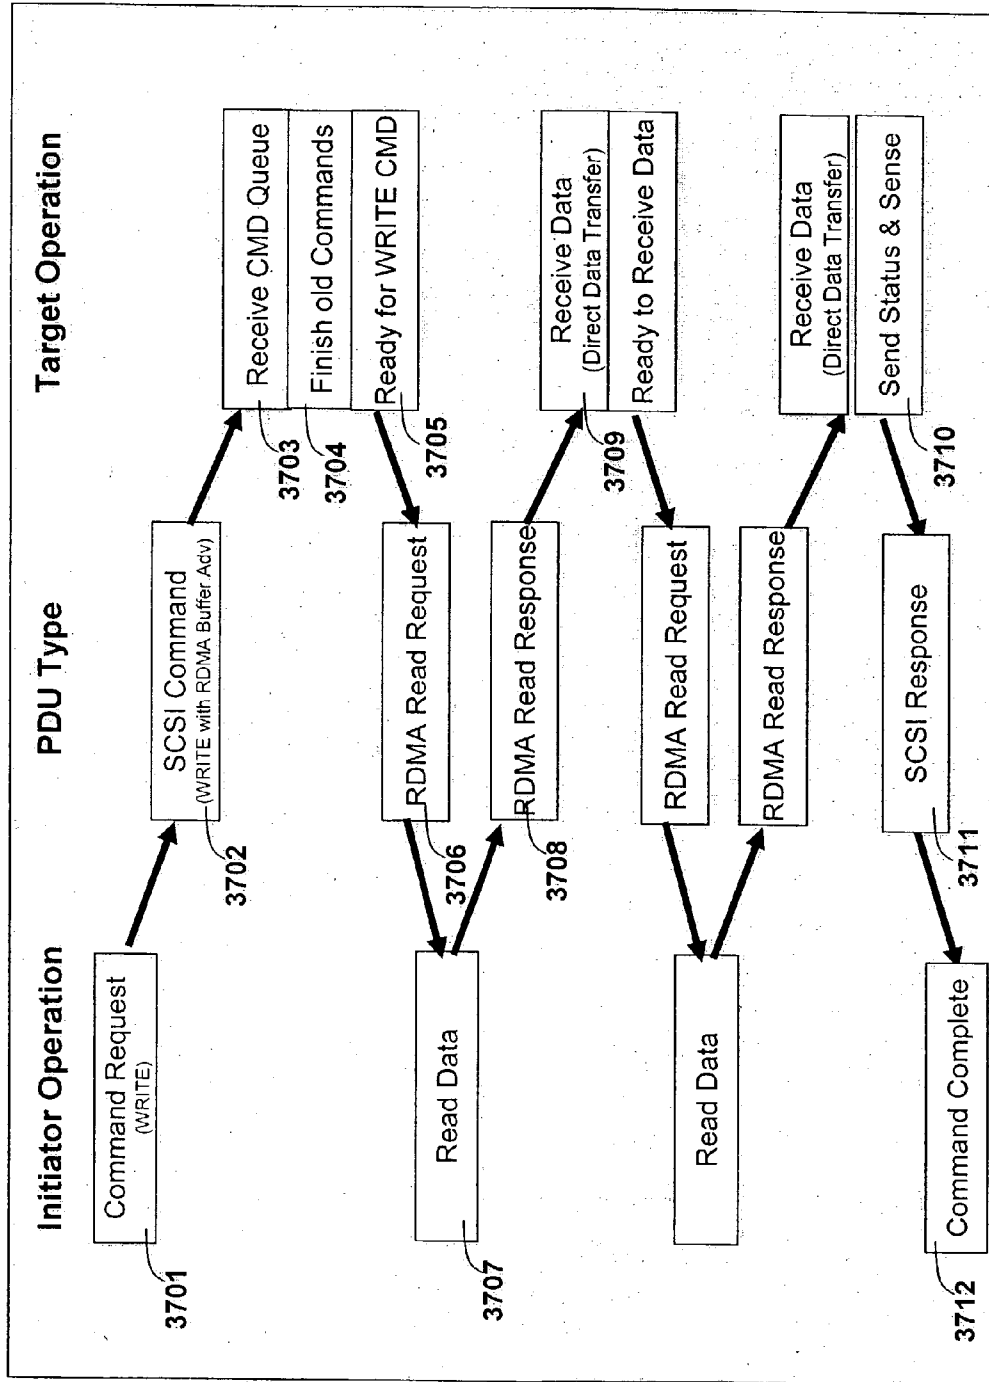 Initiator Operation
PDU Type
Target Operation
Command Request
(WRITE)
3701
SCSI Command
(WRITE with RDMA Buffer Adv)
3702
Receive CMD Queue
3703
Finish old Commands
3704
Ready for WRITE CMD
3705
RDMA Read Request
3706
Read Data
3707
RDMA Read Response
3708
Receive Data
(Direct Data Transfer)
3709
Ready to Receive Data
RDMA Read Request
Read Data
RDMA Read Response
Receive Data
(Direct Data Transfer)
Send Status & Sense
3710
SCSI Response
3711
Command Complete
3712